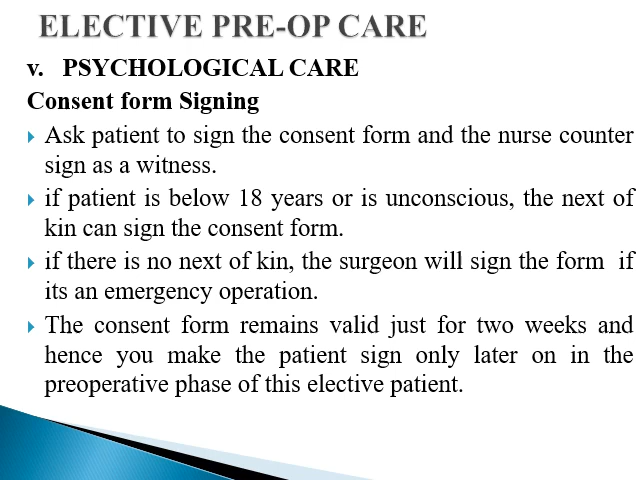 ELECTIVE PRE-OP CARE
v. PSYCHOLOGICAL CARE
Consent form Signing
Ask patient to sign the consent form and the nurse counter
sign as a witness.
if patient is below 18 years or is unconscious, the next of
kin can sign the consent form.
if there is no next of kin, the surgeon will sign the form if
its an emergency operation.
The consent form remains valid just for two weeks and
hence you make the patient sign only later on in the
preoperative phase of this elective patient.